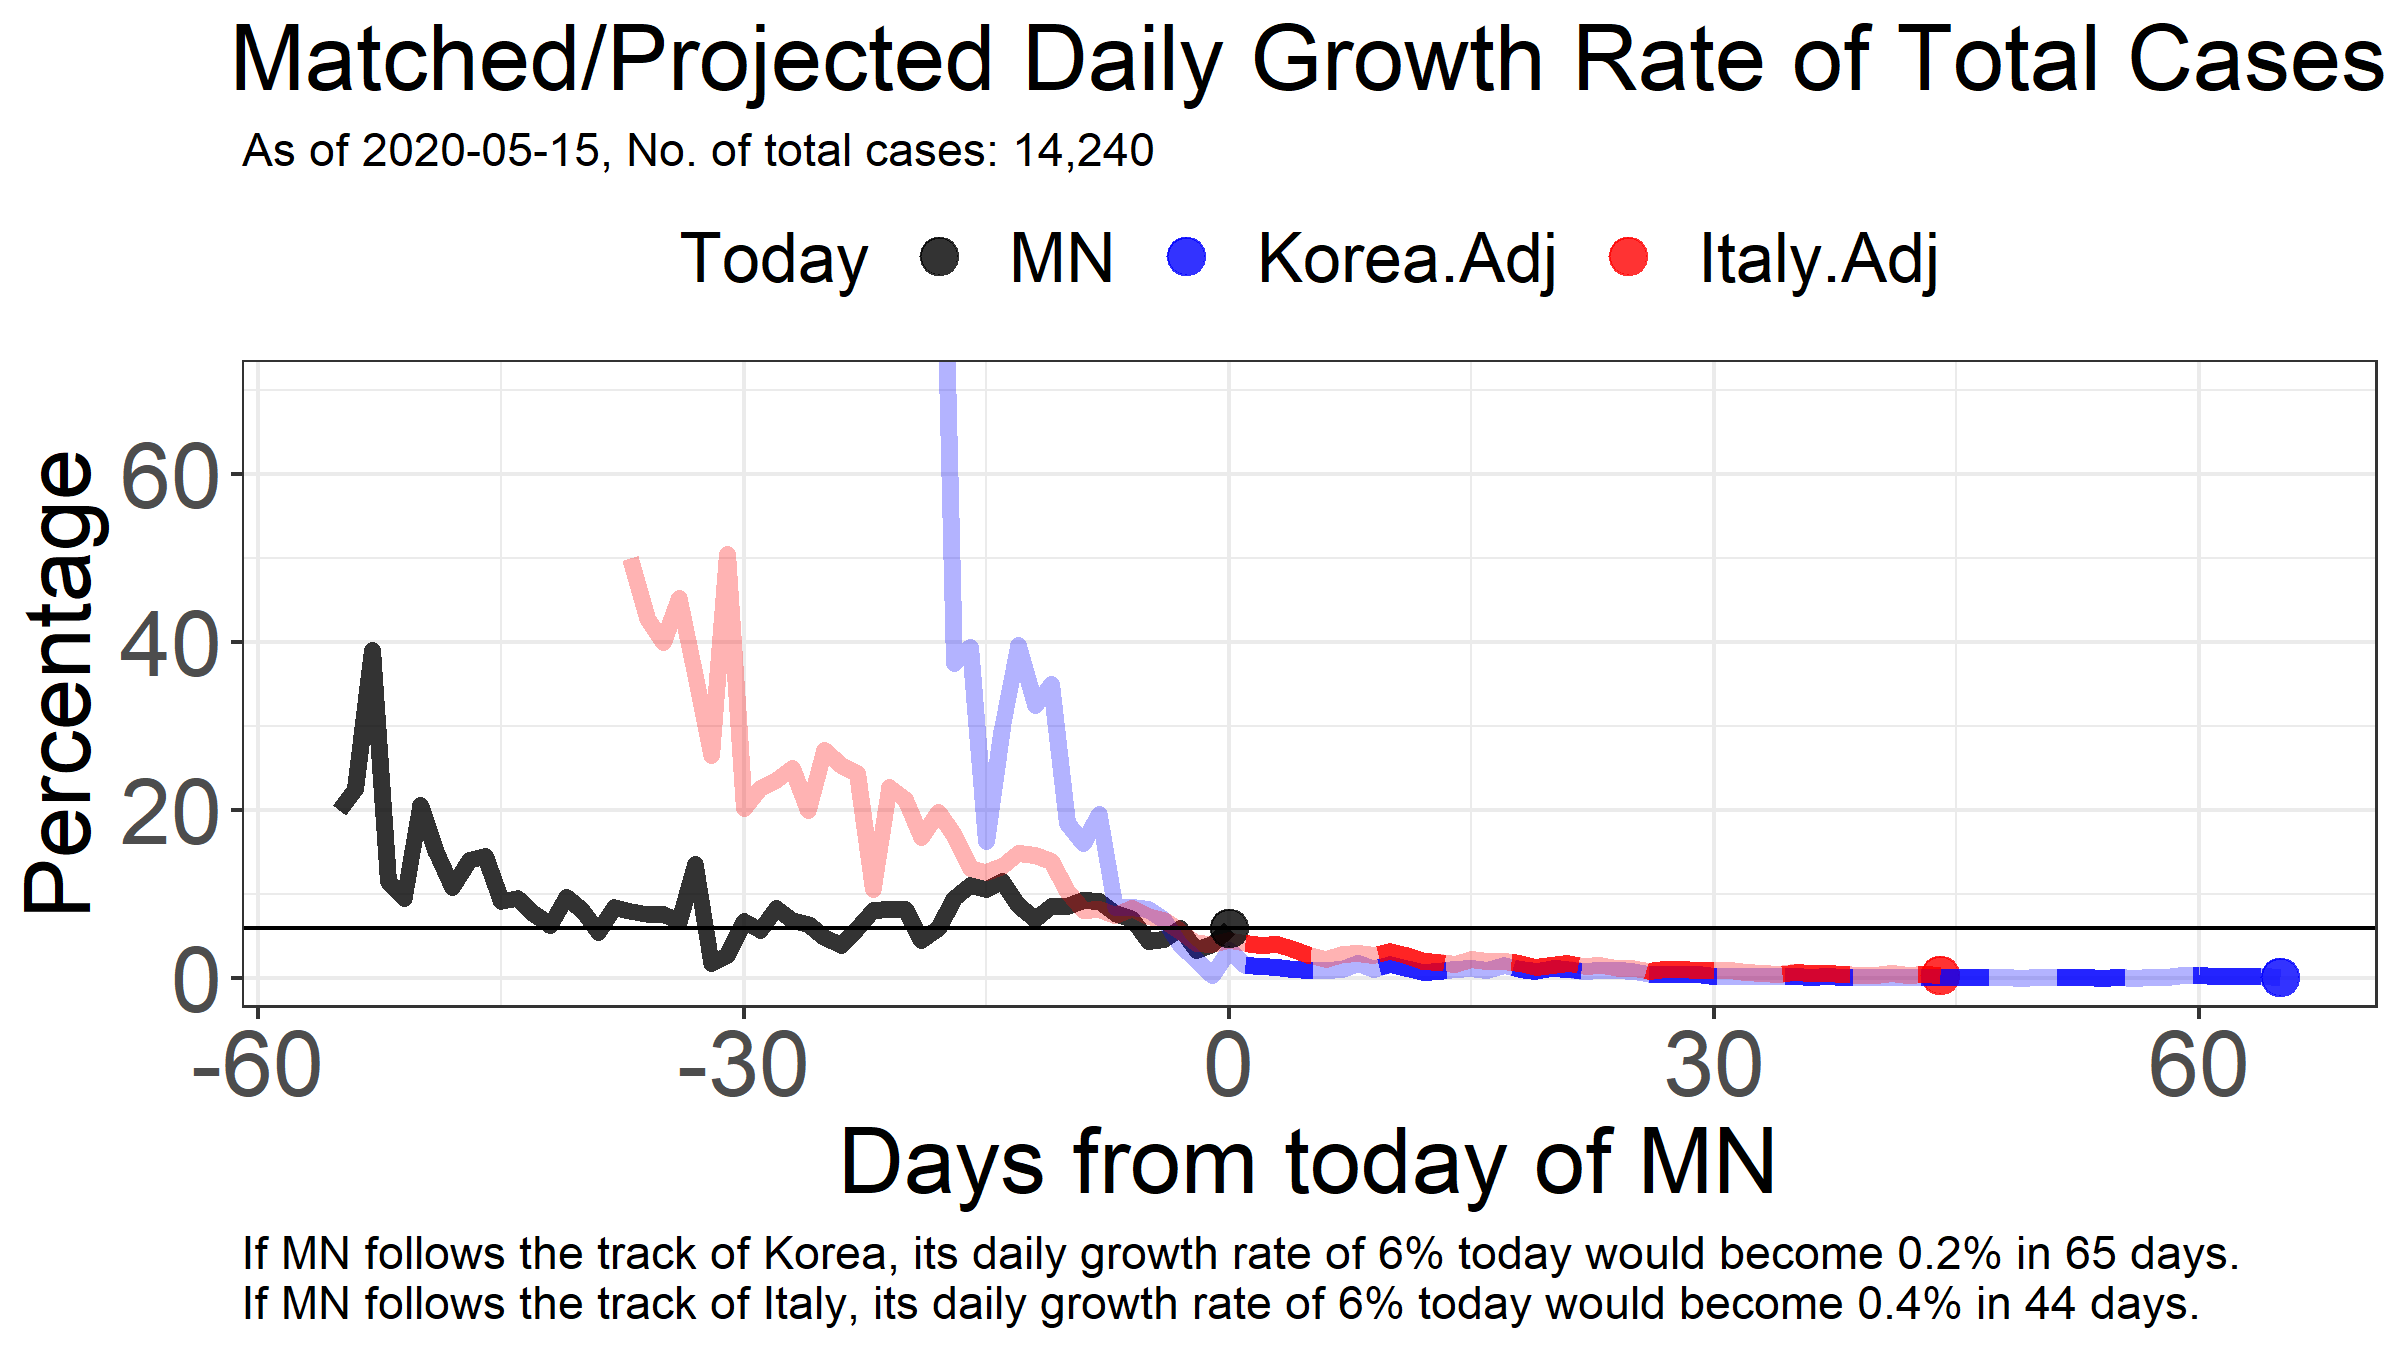 Matched/Projected Daily Growth Rate of Total Cases
As of 2020-05-15, No. of total cases: 14,240
Today MN Korea.Adj Italy.Adj
Percentage
60
40
20
0
-60 -30 0 30 60
Days from today of MN
If MN follows the track of Korea, its daily growth rate of 6% today would become 0.2% in 65 days.
If MN follows the track of Italy, its daily growth rate of 6% today would become 0.4% in 44 days.